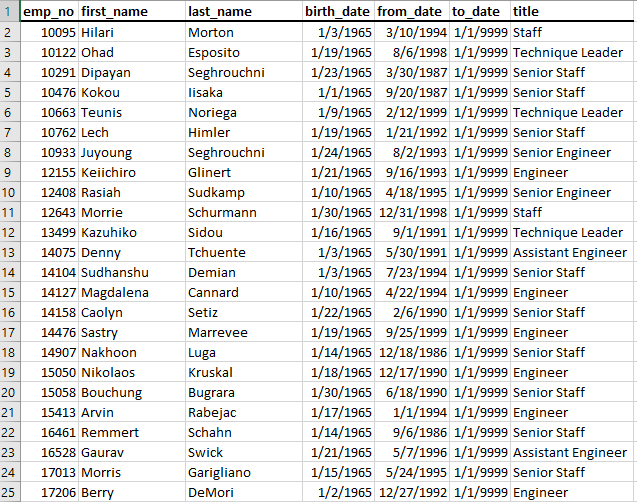 1 emp_no first_name last_name birth_date from_date to_date title
2 10095 Hilari Morton 1/3/1965 3/10/1994 1/1/9999 Staff
3 10122 Ohad Esposito 1/19/1965 8/6/1998 1/1/9999 Technique Leader
4 10291 Dipayan Seghrouchni 1/23/1965 3/30/1987 1/1/9999 Senior Staff
5 10476 Kokou Iisaka 1/1/1965 9/20/1987 1/1/9999 Senior Staff
6 10663 Teunis Noriega 1/9/1965 2/12/1999 1/1/9999 Technique Leader
7 10762 Lech Himler 1/19/1965 1/21/1992 1/1/9999 Senior Staff
8 10933 Juyoung Seghrouchni 1/24/1965 8/2/1993 1/1/9999 Senior Engineer
9 12155 Keiichiro Glinert 1/21/1965 9/16/1993 1/1/9999 Engineer
10 12408 Rasiah Sudkamp 1/10/1965 4/18/1995 1/1/9999 Senior Engineer
11 12643 Morrie Schurmann 1/30/1965 12/31/1998 1/1/9999 Staff
12 13499 Kazuhiko Sidou 1/16/1965 9/1/1991 1/1/9999 Technique Leader
13 14075 Denny Tchuente 1/3/1965 5/30/1991 1/1/9999 Assistant Engineer
14 14104 Sudhanshu Demian 1/3/1965 7/23/1994 1/1/9999 Senior Staff
15 14127 Magdalena Cannard 1/10/1965 4/22/1994 1/1/9999 Engineer
16 14158 Caolyn Setiz 1/22/1965 2/6/1990 1/1/9999 Senior Staff
17 14476 Sastry Marrevee 1/19/1965 9/25/1999 1/1/9999 Engineer
18 14907 Nakhoon Luga 1/14/1965 12/18/1986 1/1/9999 Senior Staff
19 15050 Nikolaos Kruskal 1/18/1965 12/17/1990 1/1/9999 Engineer
20 15058 Bouchung Bugrara 1/30/1965 6/18/1990 1/1/9999 Senior Staff
21 15413 Arvin Rabejac 1/17/1965 1/1/1994 1/1/9999 Engineer
22 16461 Remmert Schahn 1/14/1965 9/6/1986 1/1/9999 Senior Staff
23 16528 Gaurav Swick 1/21/1965 5/7/1996 1/1/9999 Assistant Engineer
24 17013 Morris Garigliano 1/15/1965 5/24/1995 1/1/9999 Senior Staff
25 17206 Berry DeMori 1/2/1965 12/27/1992 1/1/9999 Engineer